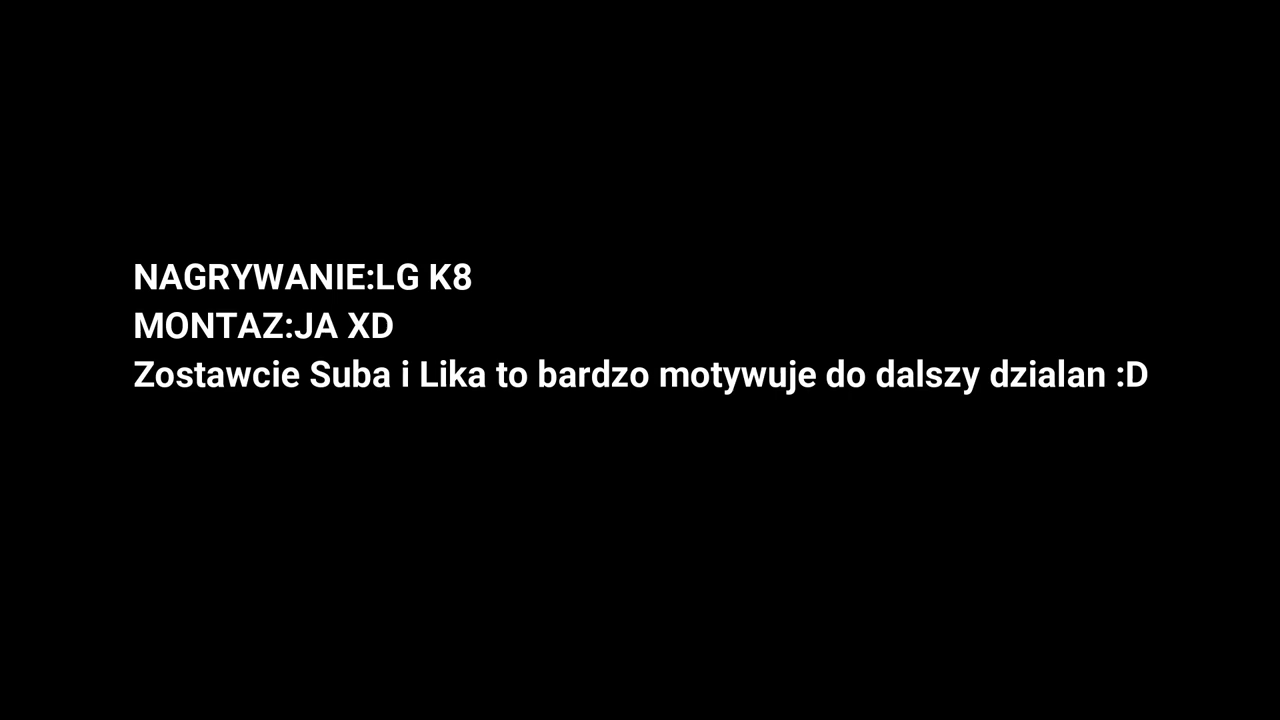 NAGRYWANIE:LG K8
MONTAZ:JA XD
Zostawcie Suba i Lika to bardzo motywuje do dalszy dzialan :D